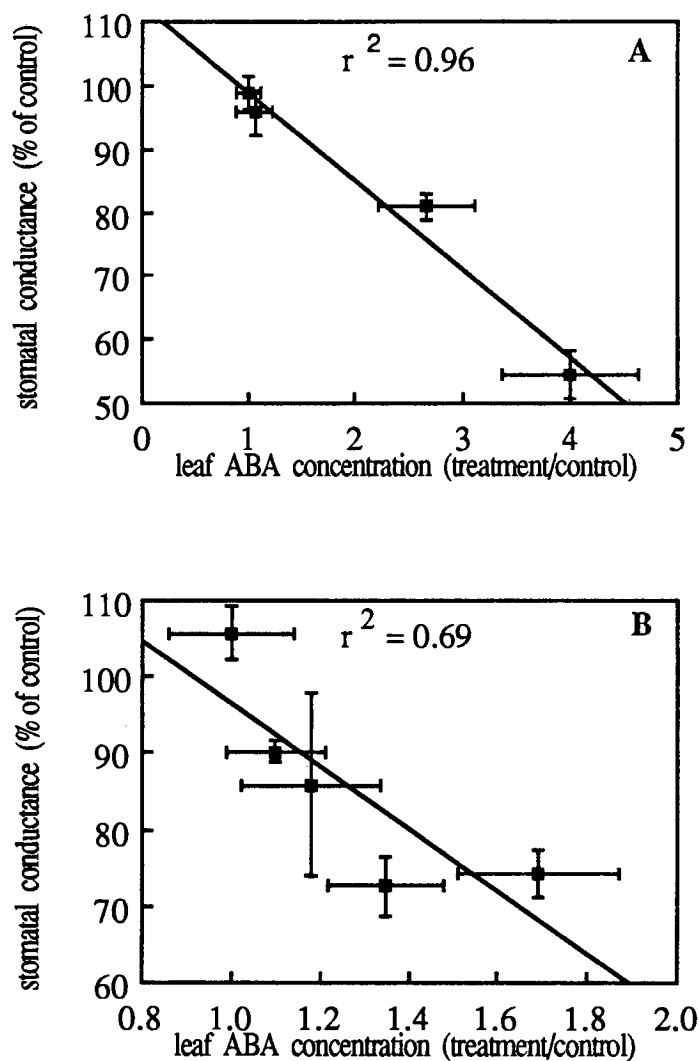 110
r 2 = 0.96
A
100
90
80
70
60
50
stomatal conductance (% of control)
0 1 2 3 4 5
leaf ABA concentration (treatment/control)
110
r 2 = 0.69
B
100
90
80
70
60
stomatal conductance (% of control)
0.8 1.0 1.2 1.4 1.6 1.8 2.0
leaf ABA concentration (treatment/control)